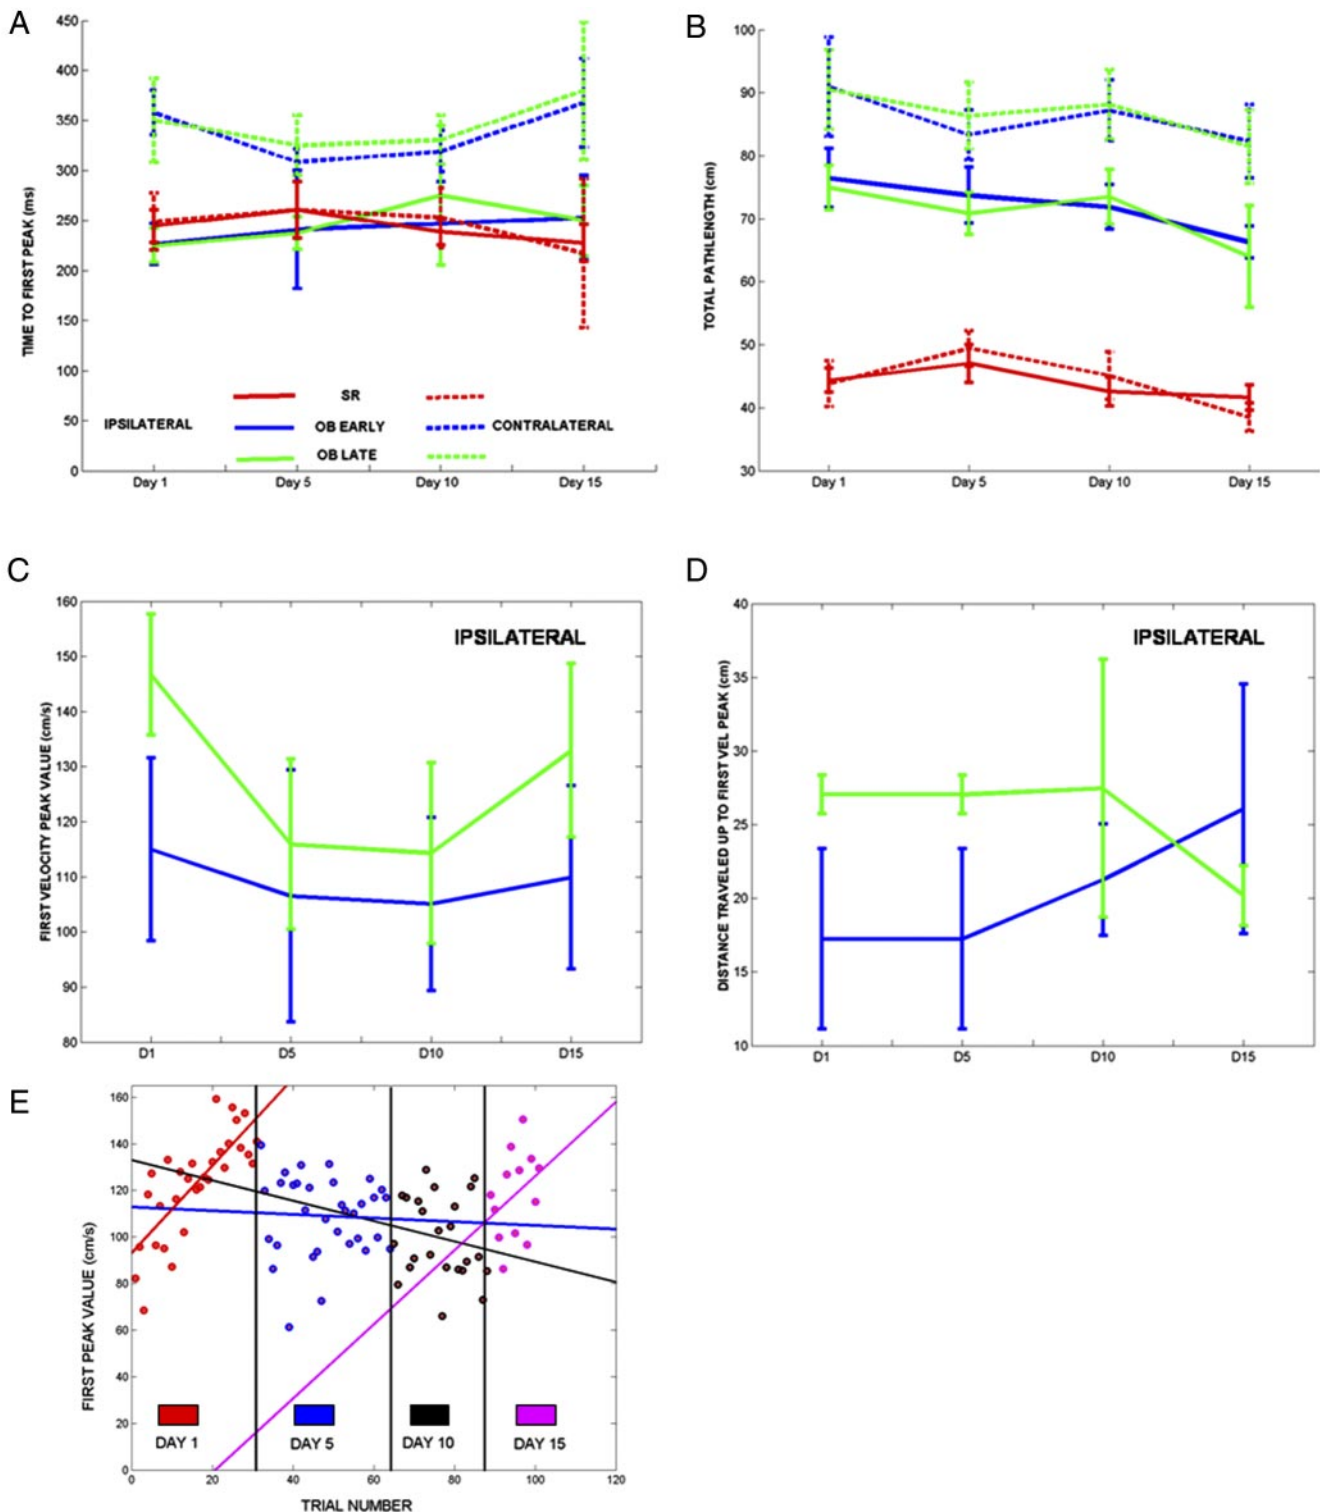 A
450
400
350
300
250
200
150
100
50
0
TIME TO FIRST PEAK (ms)
SR
IPSILATERAL
OB EARLY
CONTRALATERAL
OB LATE
Day 1
Day 5
Day 10
Day 15
B
100
90
80
70
60
50
40
30
TOTAL PATHLENGTH (cm)
Day 1
Day 5
Day 10
Day 15
C
160
150
140
130
120
110
100
90
80
FIRST VELOCITY PEAK VALUE (cm/s)
IPSILATERAL
D1
D5
D10
D15
D
40
35
30
25
20
15
10
DISTANCE TRAVELED UP TO FIRST VEL PEAK (cm)
IPSILATERAL
D1
D5
D10
D15
E
160
140
120
100
80
60
40
20
0
FIRST PEAK VALUE (cm/s)
DAY 1
DAY 5
DAY 10
DAY 15
0
20
40
60
80
100
120
TRIAL NUMBER